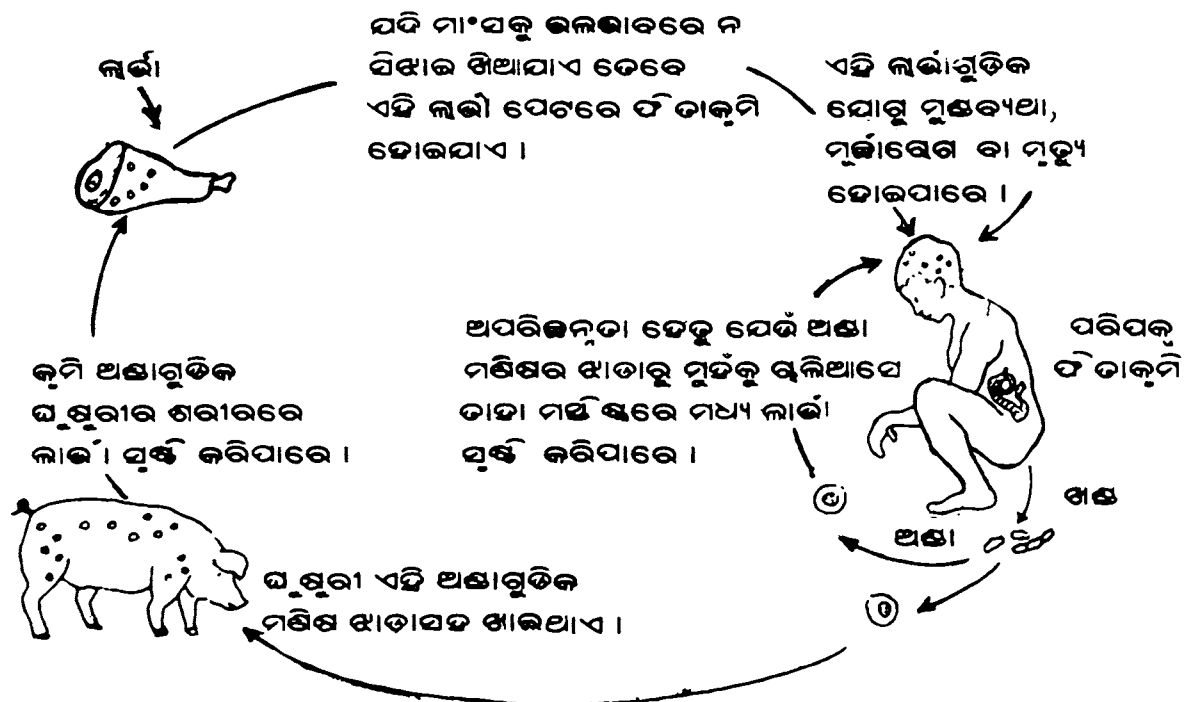 ଲାର୍ଭା
ଯଦି ମାଂସକୁ ଭଲଭାବରେ ନ
ସିଝାଇ ଖିଆଯାଏ ତେବେ
ଏହି ଲାର୍ଭା ପେଟରେ ଫିତାକୃମି
ହୋଇଯାଏ ।
ଏହି ଲାର୍ଭାଗୁଡିକ
ଯୋଗୁ ମୁଣ୍ଡବ୍ୟଥା,
ମୂର୍ଚ୍ଛାରୋଗ ବା ମୃତ୍ୟୁ
ହୋଇପାରେ ।
ଅପରିଚ୍ଛନ୍ନତା ହେତୁ ଯେଉଁ ଅଣ୍ଡା
ମଣିଷର ଝାଡାରୁ ମୁହଁକୁ ଚାଲିଆସେ
ତାହା ମସ୍ତିଷ୍କରେ ମଧ୍ୟ ଲାର୍ଭା
ସୃଷ୍ଟି କରିପାରେ ।
ପରିପକ୍ୱ
ଫିତାକୃମି
କୃମି ଅଣ୍ଡାଗୁଡିକ
ଘୁଷୁରୀର ଶରୀରରେ
ଲାର୍ଭା ସୃଷ୍ଟି କରିପାରେ ।
ଖଣ୍ଡ
ଅଣ୍ଡା
ଘୁଷୁରୀ ଏହି ଅଣ୍ଡାଗୁଡିକ
ମଣିଷ ଝାଡ଼ାସହ ଖାଇଥାଏ ।